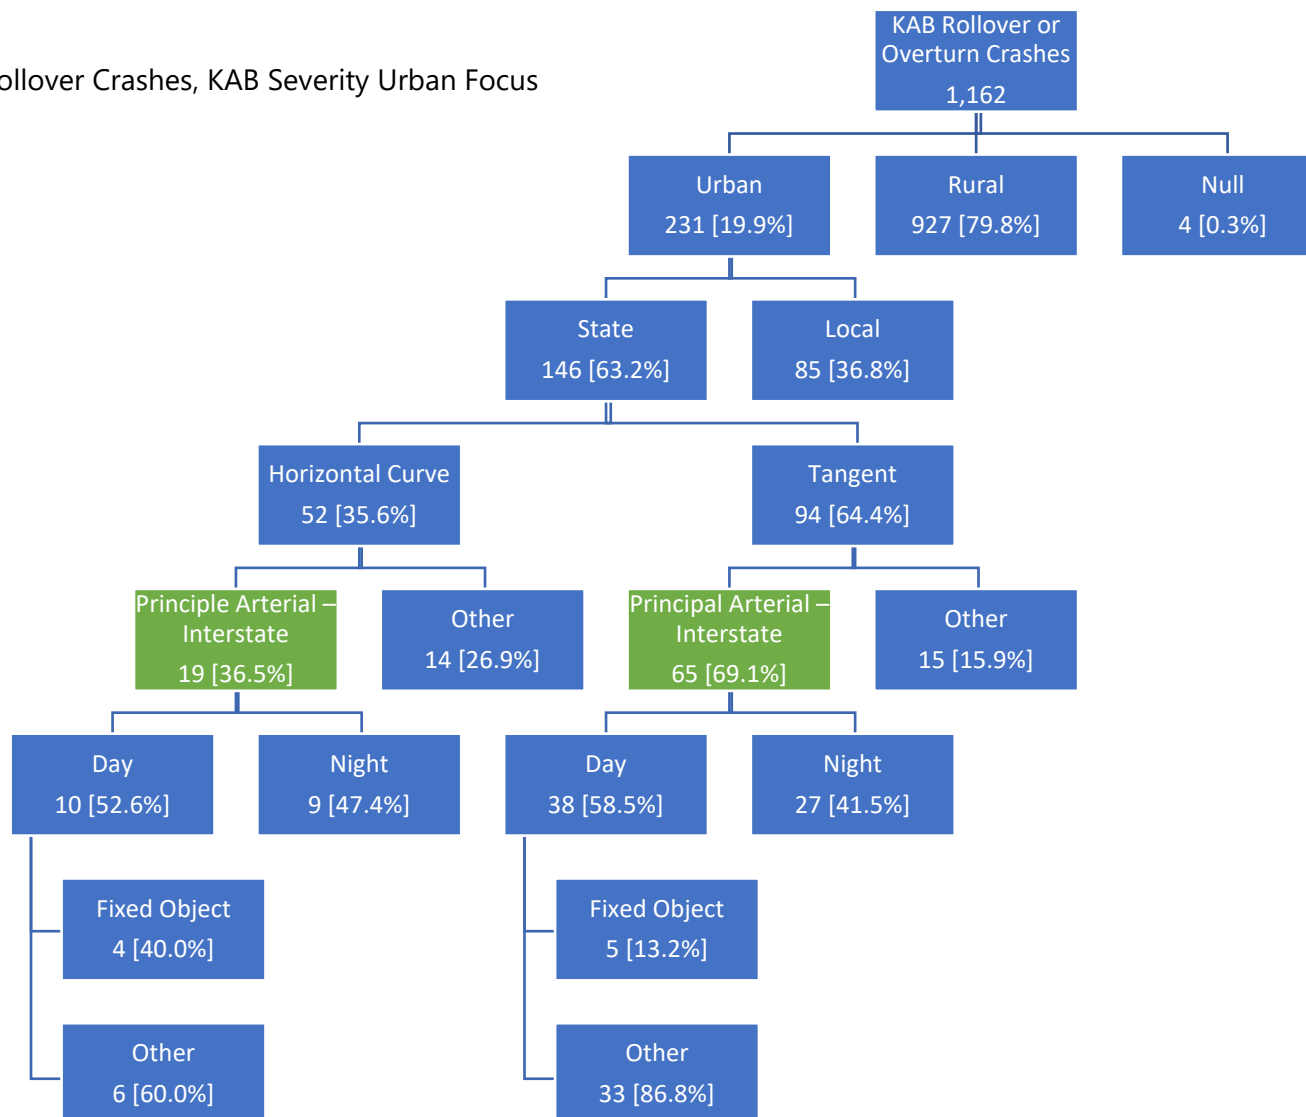 ollover Crashes, KAB Severity Urban Focus
KAB Rollover or
Overturn Crashes
1,162
Urban
231 [19.9%]
Rural
927 [79.8%]
Null
4 [0.3%]
State
146 [63.2%]
Local
85 [36.8%]
Horizontal Curve
52 [35.6%]
Tangent
94 [64.4%]
Principle Arterial –
Interstate
19 [36.5%]
Other
14 [26.9%]
Principal Arterial –
Interstate
65 [69.1%]
Other
15 [15.9%]
Day
10 [52.6%]
Night
9 [47.4%]
Day
38 [58.5%]
Night
27 [41.5%]
Fixed Object
4 [40.0%]
Fixed Object
5 [13.2%]
Other
6 [60.0%]
Other
33 [86.8%]